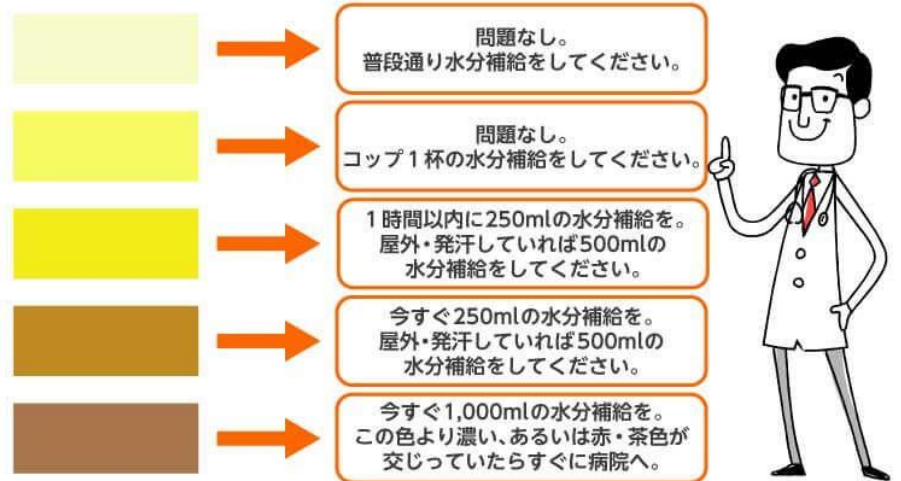 問題なし。
普段通り水分補給をしてください。
問題なし。
コップ1杯の水分補給をしてください。
1時間以内に250mlの水分補給を。
屋外・発汗していれば500mlの
水分補給をしてください。
今すぐ250mlの水分補給を。
屋外・発汗していれば500mlの
水分補給をしてください。
今すぐ1,000mlの水分補給を。
この色より濃い、あるいは赤・茶色が
交じっていたらすぐに病院へ。